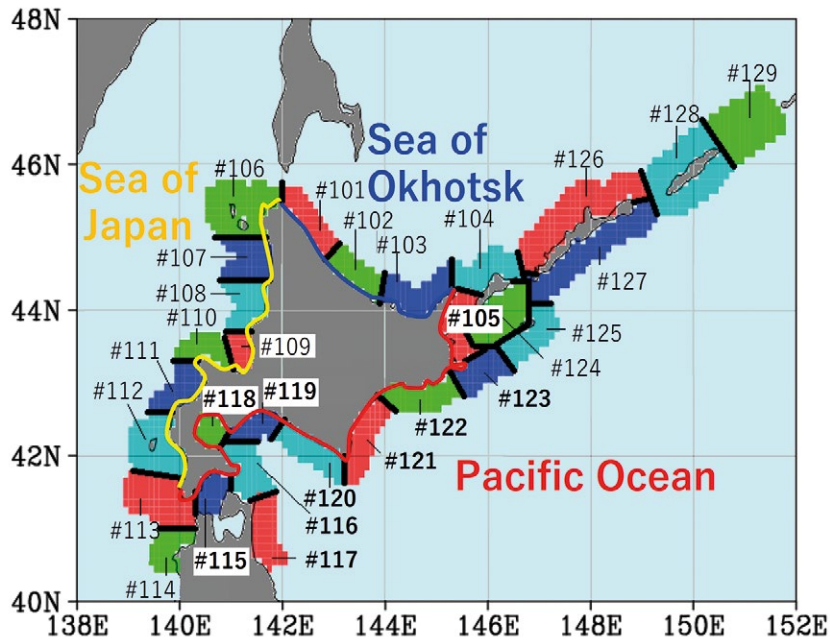 48N
46N
44N
42N
40N
138E
140E
142E
144E
146E
148E
150E
152E
Sea of
Japan
Sea of
Okhotsk
Pacific Ocean
#101
#102
#103
#104
#105
#106
#107
#108
#109
#110
#111
#112
#113
#114
#115
#116
#117
#118
#119
#120
#121
#122
#123
#124
#125
#126
#127
#128
#129